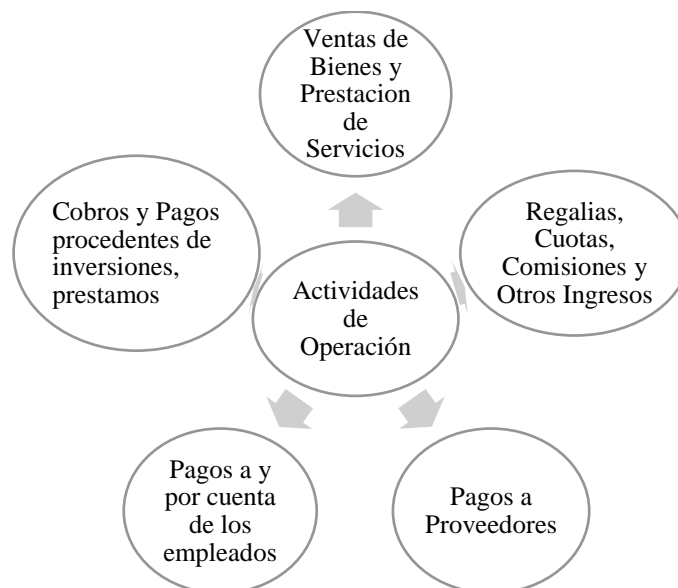 Ventas de
Bienes y
Prestacion
de
Servicios
Cobros y Pagos
procedentes de
inversiones,
prestamos
Regalias,
Cuotas,
Comisiones y
Otros Ingresos
Actividades
de
Operación
Pagos a y
por cuenta
de los
empleados
Pagos a
Proveedores